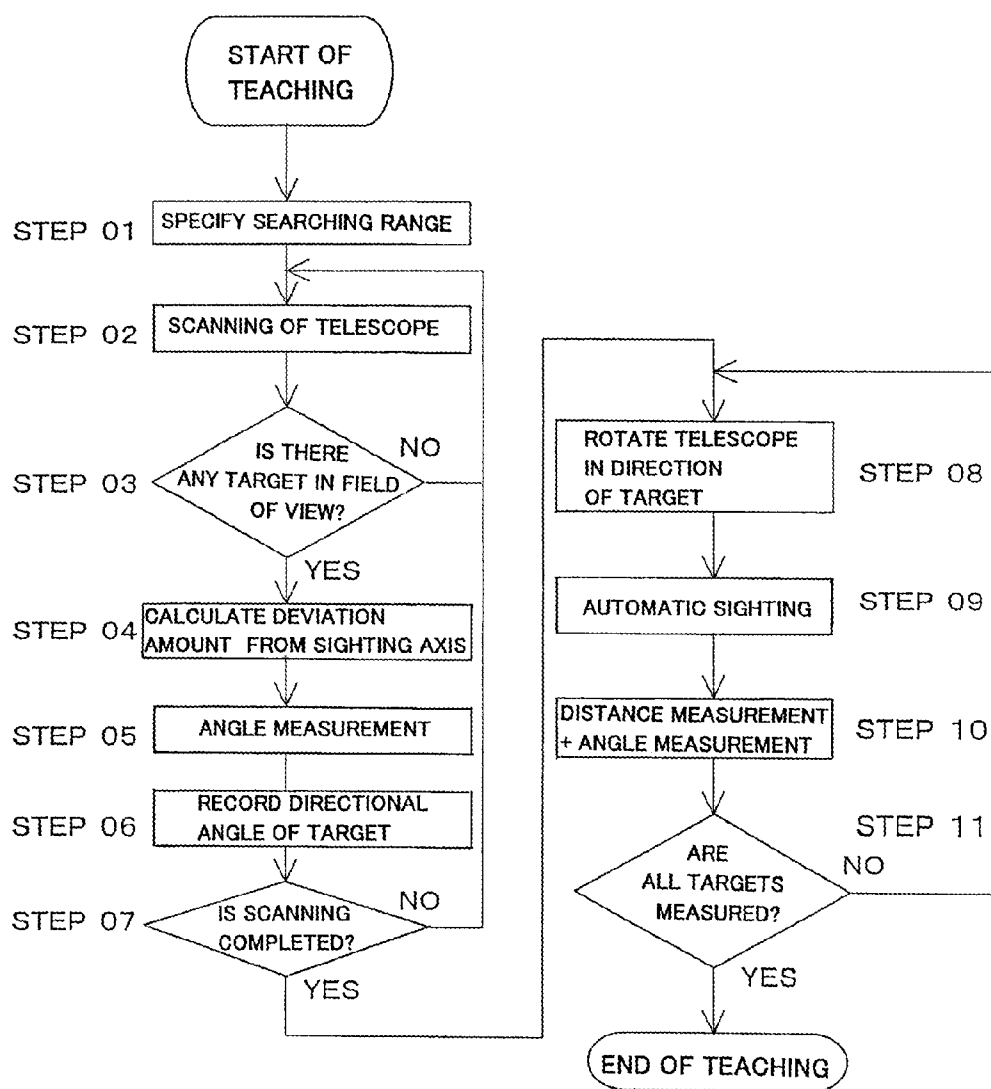 START OF
TEACHING
STEP 01
SPECIFY SEARCHING RANGE
STEP 02
SCANNING OF TELESCOPE
STEP 03
IS THERE
ANY TARGET IN FIELD
OF VIEW?
NO
YES
STEP 04
CALCULATE DEVIATION
AMOUNT FROM SIGHTING AXIS
STEP 05
ANGLE MEASUREMENT
STEP 06
RECORD DIRECTIONAL
ANGLE OF TARGET
STEP 07
IS SCANNING
COMPLETED?
NO
YES
ROTATE TELESCOPE
IN DIRECTION
OF TARGET
STEP 08
AUTOMATIC SIGHTING
STEP 09
DISTANCE MEASUREMENT
+ ANGLE MEASUREMENT
STEP 10
STEP 11
ARE
ALL TARGETS
MEASURED?
NO
YES
END OF TEACHING